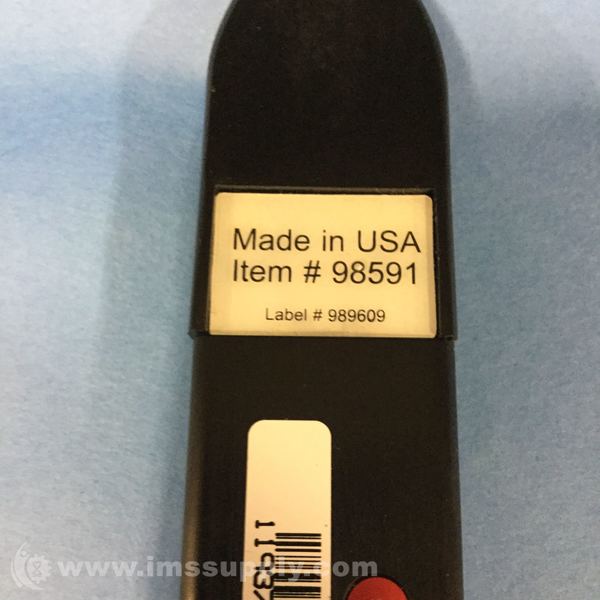 Made in USA
Item # 98591
Label # 989609
www.imssupply.com